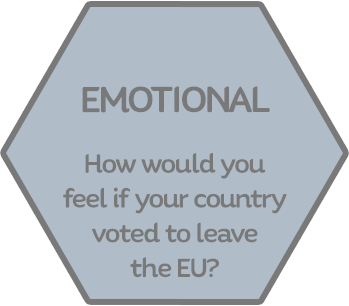 EMOTIONAL
How would you
feel if your country
voted to leave
the EU?